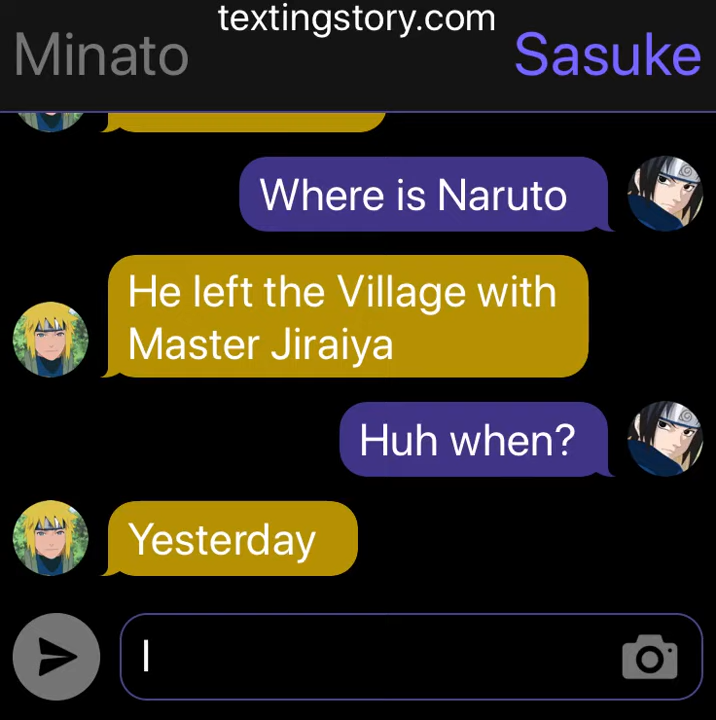 textingstory.com
Minato
Sasuke
Where is Naruto
He left the Village with
Master Jiraiya
Huh when?
Yesterday